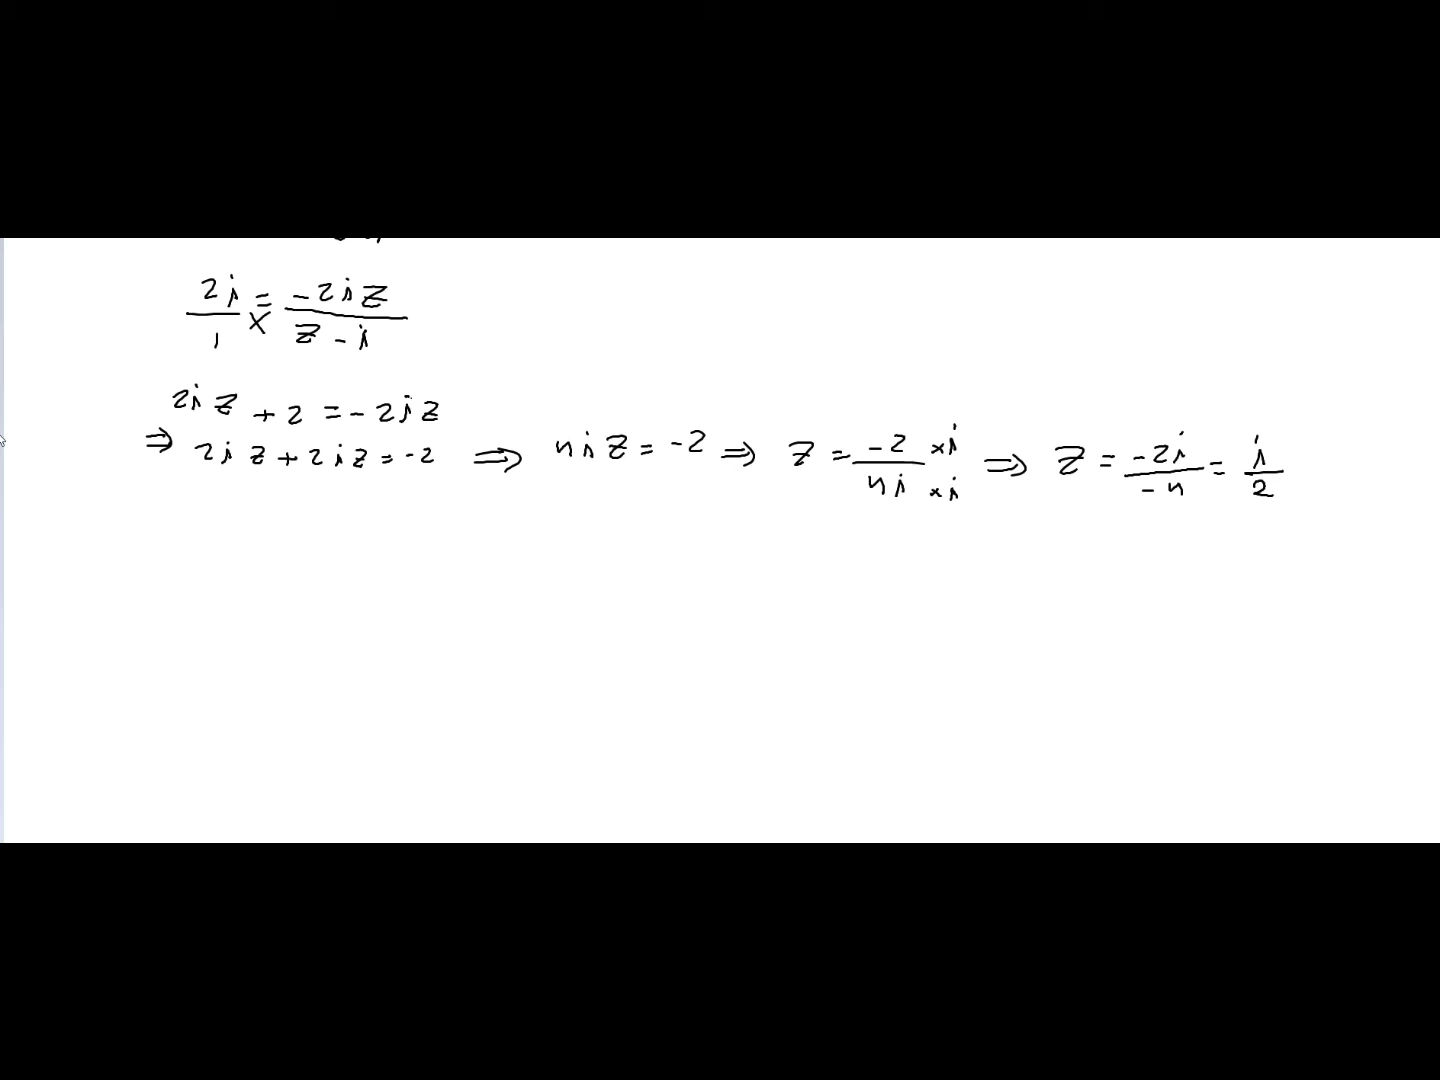 2i/1 × = -2iz/(z - i)
2iz + 2 = -2iz
⇒ 2iz + 2iz = -2 ⇒ 4iz = -2 ⇒ z = -2/4i ×i/×i ⇒ z = -2i/-4 = i/2